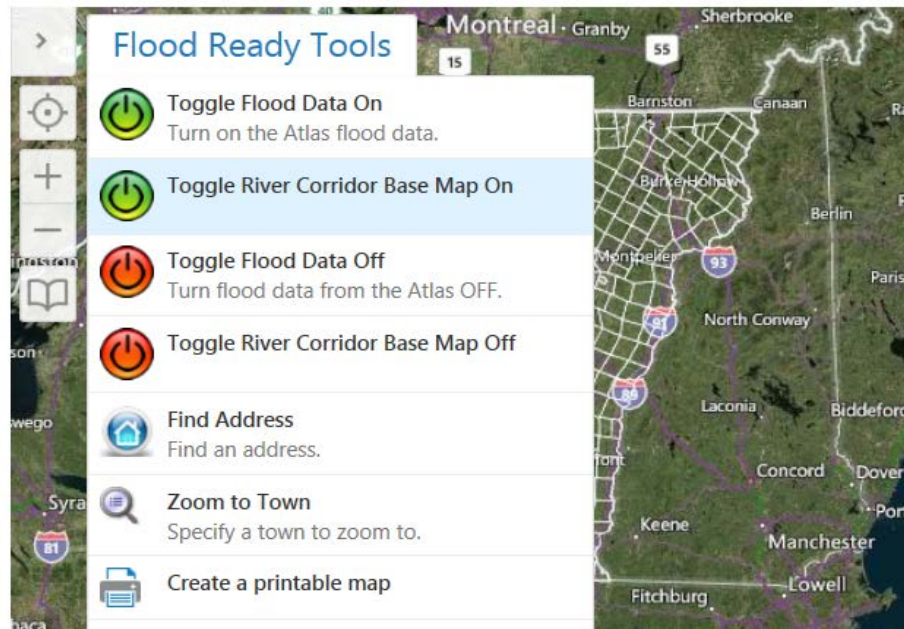 Flood Ready Tools
Toggle Flood Data On
Turn on the Atlas flood data.
Toggle River Corridor Base Map On
Toggle Flood Data Off
Turn flood data from the Atlas OFF.
Toggle River Corridor Base Map Off
Find Address
Find an address.
Zoom to Town
Specify a town to zoom to.
Create a printable map
40
Montreal
Granby
Sherbrooke
15
55
Barnston
Canaan
Burke Hollow
Berlin
Montpelier
93
Paris
91
North Conway
89
Laconia
Biddeford
Concord
Dover
Keene
Manchester
Lowell
Fitchburg
81